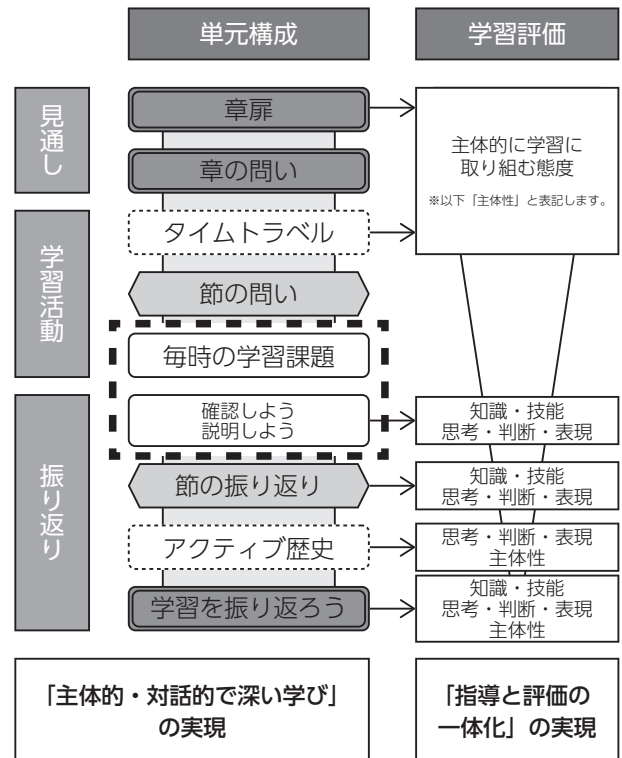 単元構成
学習評価
見通し
章扉
章の問い
主体的に学習に
取り組む態度
※以下「主体性」と表記します。
学習活動
タイムトラベル
節の問い
毎時の学習課題
振り返り
確認しよう
説明しよう
知識・技能
思考・判断・表現
節の振り返り
知識・技能
思考・判断・表現
アクティブ歴史
思考・判断・表現
主体性
学習を振り返ろう
知識・技能
思考・判断・表現
主体性
「主体的・対話的で深い学び」
の実現
「指導と評価の
一体化」の実現